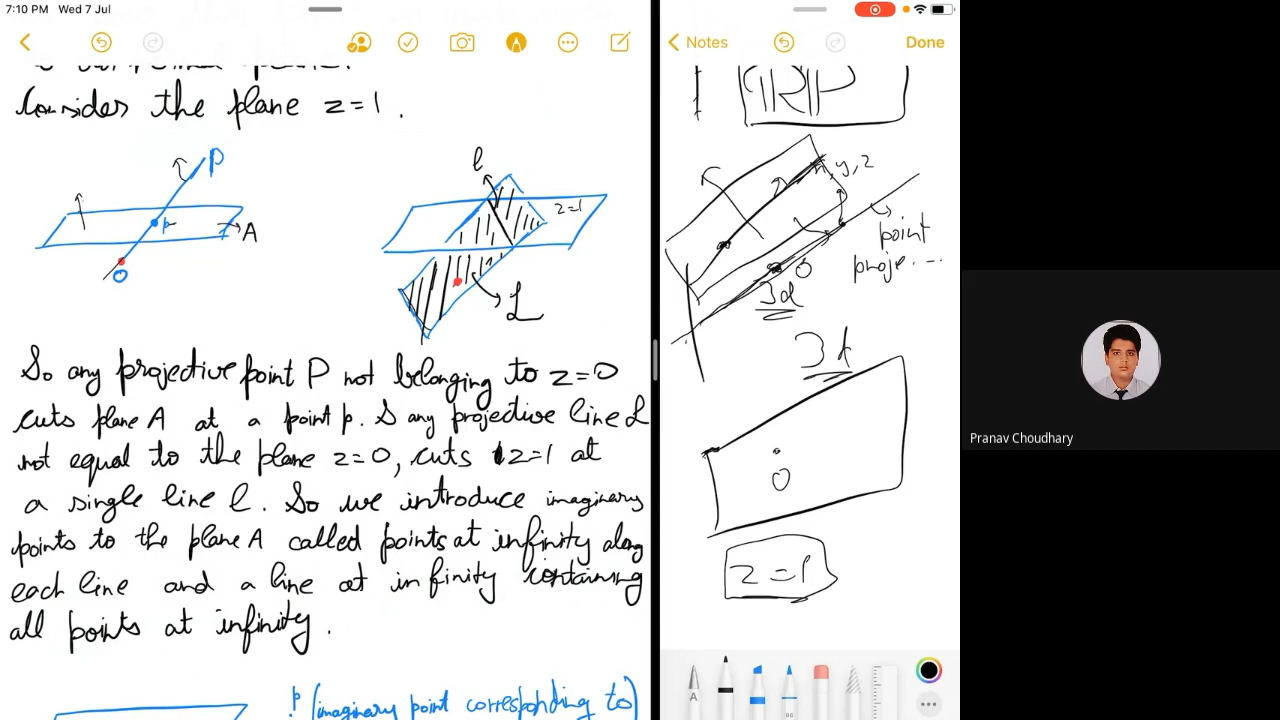 7:10 PM Wed 7 Jul
Consider the plane z=1.
P
p
A
O
l
z=1
L
So any projective point P not belonging to z=0
cuts plane A at a point p. & any projective line L
not equal to the plane z=0, cuts z=1 at
a single line l. So we introduce imaginary
points to the plane A called points at infinity along
each line and a line at infinity containing
all points at infinity.
p (imaginary point corresponding to)
Notes
Done
RP
x, y, z
point
proje. ...
O
3d
3d
O
z=1
Pranav Choudhary